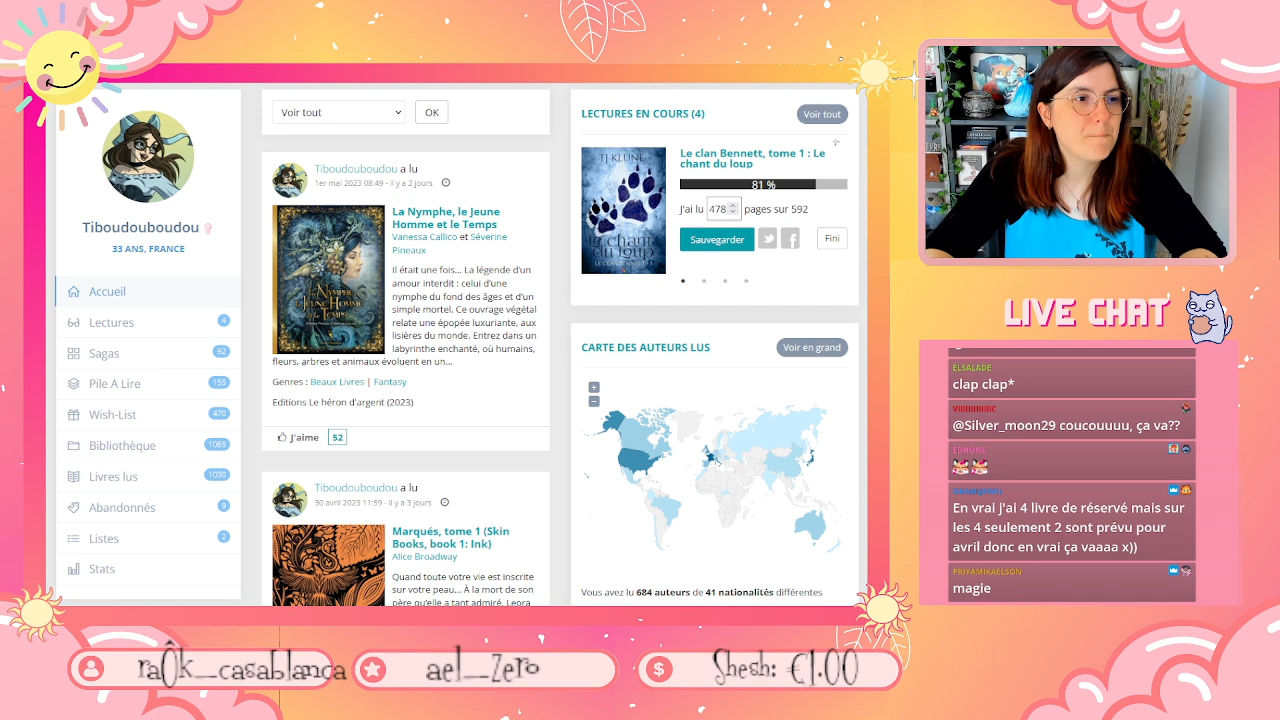 Tiboudouboudou
33 ANS, FRANCE
Accueil
Lectures 4
Sagas 92
Pile A Lire 155
Wish-List 470
Bibliothèque 1065
Livres lus 1030
Abandonnés 9
Listes 2
Stats
Voir tout
OK
Tiboudouboudou a lu
1er mai 2023 08:49 - il y a 2 jours
La Nymphe, le Jeune
Homme et le Temps
Vanessa Callico et Séverine
Pineaux
Il était une fois... La légende d'un
amour interdit : celui d'une
nymphe du fond des âges et d'un
simple mortel. Ce ouvrage végétal
relate une épopée luxuriante, aux
lisières du monde. Entrez dans un
labyrinthe enchanté, où humains,
fleurs, arbres et animaux évoluent en un...
Genres : Beaux Livres | Fantasy
Editions Le héron d'argent (2023)
J'aime 52
Tiboudouboudou a lu
30 avril 2023 11:59 - il y a 3 jours
Marqués, tome 1 (Skin
Books, book 1: Ink)
Alice Broadway
Quand toute votre vie est inscrite
sur votre peau... À la mort de son
père qu'elle a tant admiré, Leora
LECTURES EN COURS (4)
Voir tout
TJ KLUNE
Le chant
du loup
LE CLAN BENNETT
Le clan Bennett, tome 1 : Le
chant du loup
81 %
J'ai lu 478 pages sur 592
Sauvegarder
Fini
CARTE DES AUTEURS LUS
Voir en grand
+
−
Vous avez lu 684 auteurs de 41 nationalités différentes
LIVE CHAT
ELSALADE
clap clap*
@Silver_moon29 coucouuuu, ça va??
EDHONE
En vrai j'ai 4 livre de réservé mais sur
les 4 seulement 2 sont prévu pour
avril donc en vrai ça vaaaa x))
PRIYAMIKAELSON
magie
raÔk_casablanca
ael_Zero
Shesh: €1.00